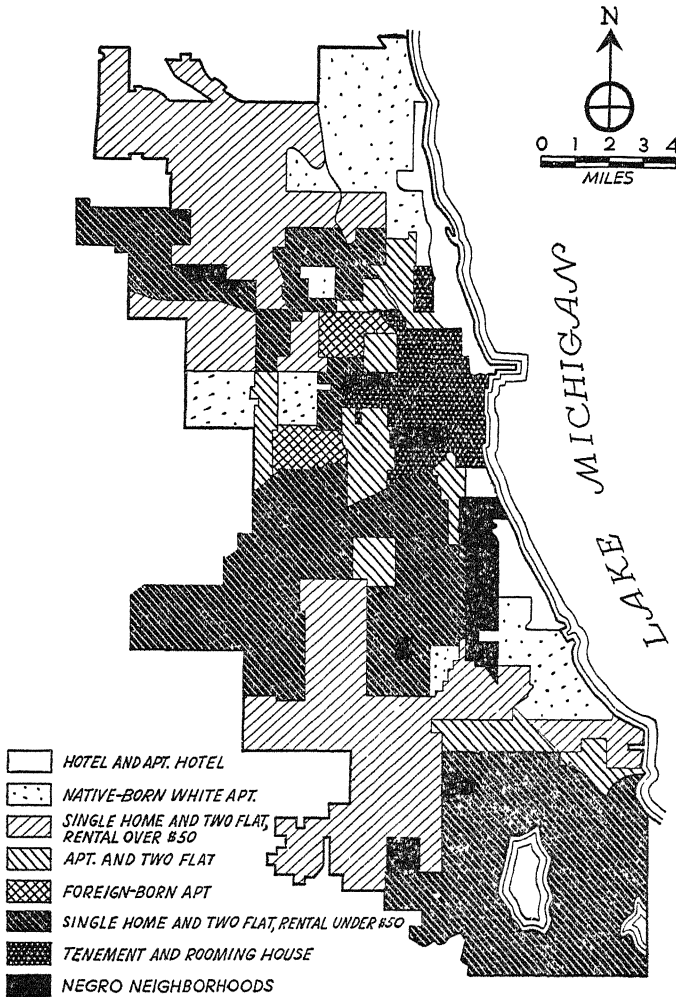 N
0 1 2 3 4
MILES
LAKE MICHIGAN
HOTEL AND APT. HOTEL
NATIVE-BORN WHITE APT.
SINGLE HOME AND TWO FLAT,
RENTAL OVER $50
APT. AND TWO FLAT
FOREIGN-BORN APT
SINGLE HOME AND TWO FLAT, RENTAL UNDER $50
TENEMENT AND ROOMING HOUSE
NEGRO NEIGHBORHOODS